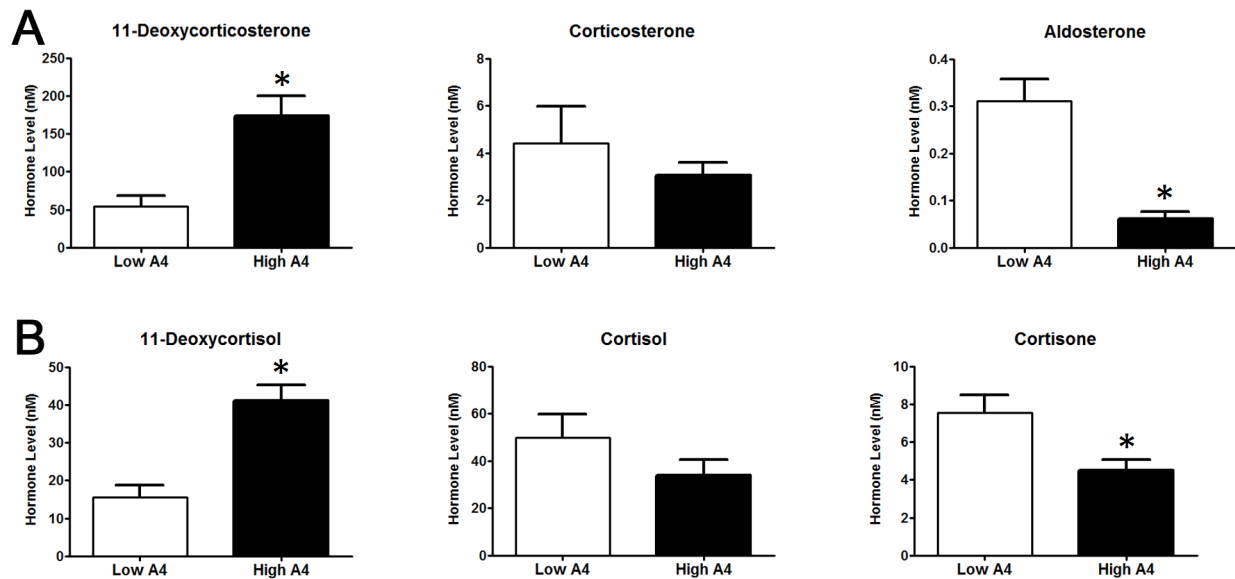 A
11-Deoxycorticosterone
Hormone Level (nM)
250
200
150
100
50
0
*
Low A4
High A4
Corticosterone
Hormone Level (nM)
8
6
4
2
0
Low A4
High A4
Aldosterone
Hormone Level (nM)
0.4
0.3
0.2
0.1
0.0
*
Low A4
High A4
B
11-Deoxycortisol
Hormone Level (nM)
50
40
30
20
10
0
*
Low A4
High A4
Cortisol
Hormone Level (nM)
80
60
40
20
0
Low A4
High A4
Cortisone
Hormone Level (nM)
8
6
4
2
0
*
Low A4
High A4